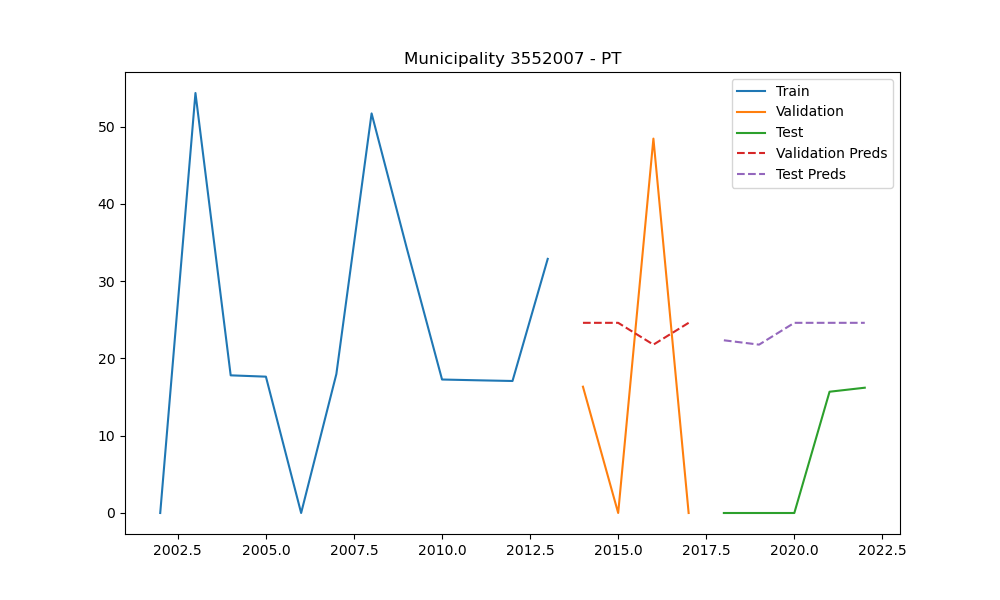 Municipality 3552007 - PT
Train
Validation
Test
Validation Preds
Test Preds
50
40
30
20
10
0
2002.5 2005.0 2007.5 2010.0 2012.5 2015.0 2017.5 2020.0 2022.5